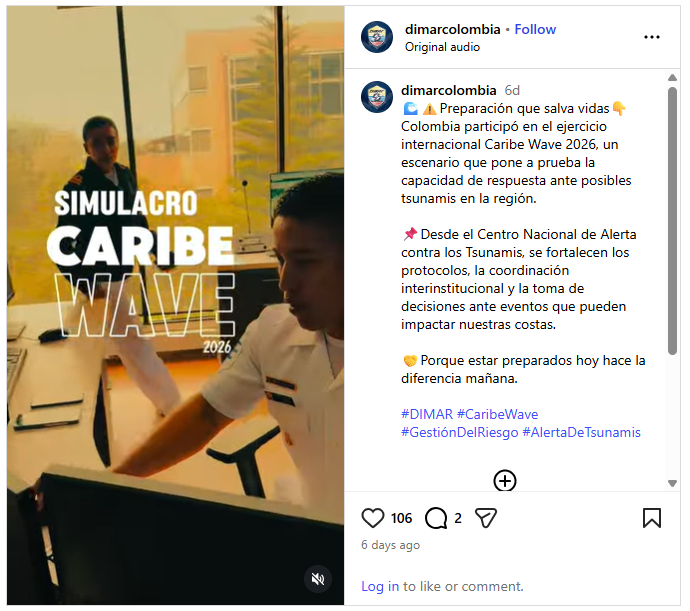 SIMULACRO
CARIBE
WAVE
2026
dimarcolombia • Follow
Original audio
dimarcolombia 6d
🌊⚠️Preparación que salva vidas👇
Colombia participó en el ejercicio
internacional Caribe Wave 2026, un
escenario que pone a prueba la
capacidad de respuesta ante posibles
tsunamis en la región.
📌Desde el Centro Nacional de Alerta
contra los Tsunamis, se fortalecen los
protocolos, la coordinación
interinstitucional y la toma de
decisiones ante eventos que pueden
impactar nuestras costas.
🤝Porque estar preparados hoy hace la
diferencia mañana.
#DIMAR #CaribeWave
#GestiónDelRiesgo #AlertaDeTsunamis
106 2
6 days ago
Log in to like or comment.